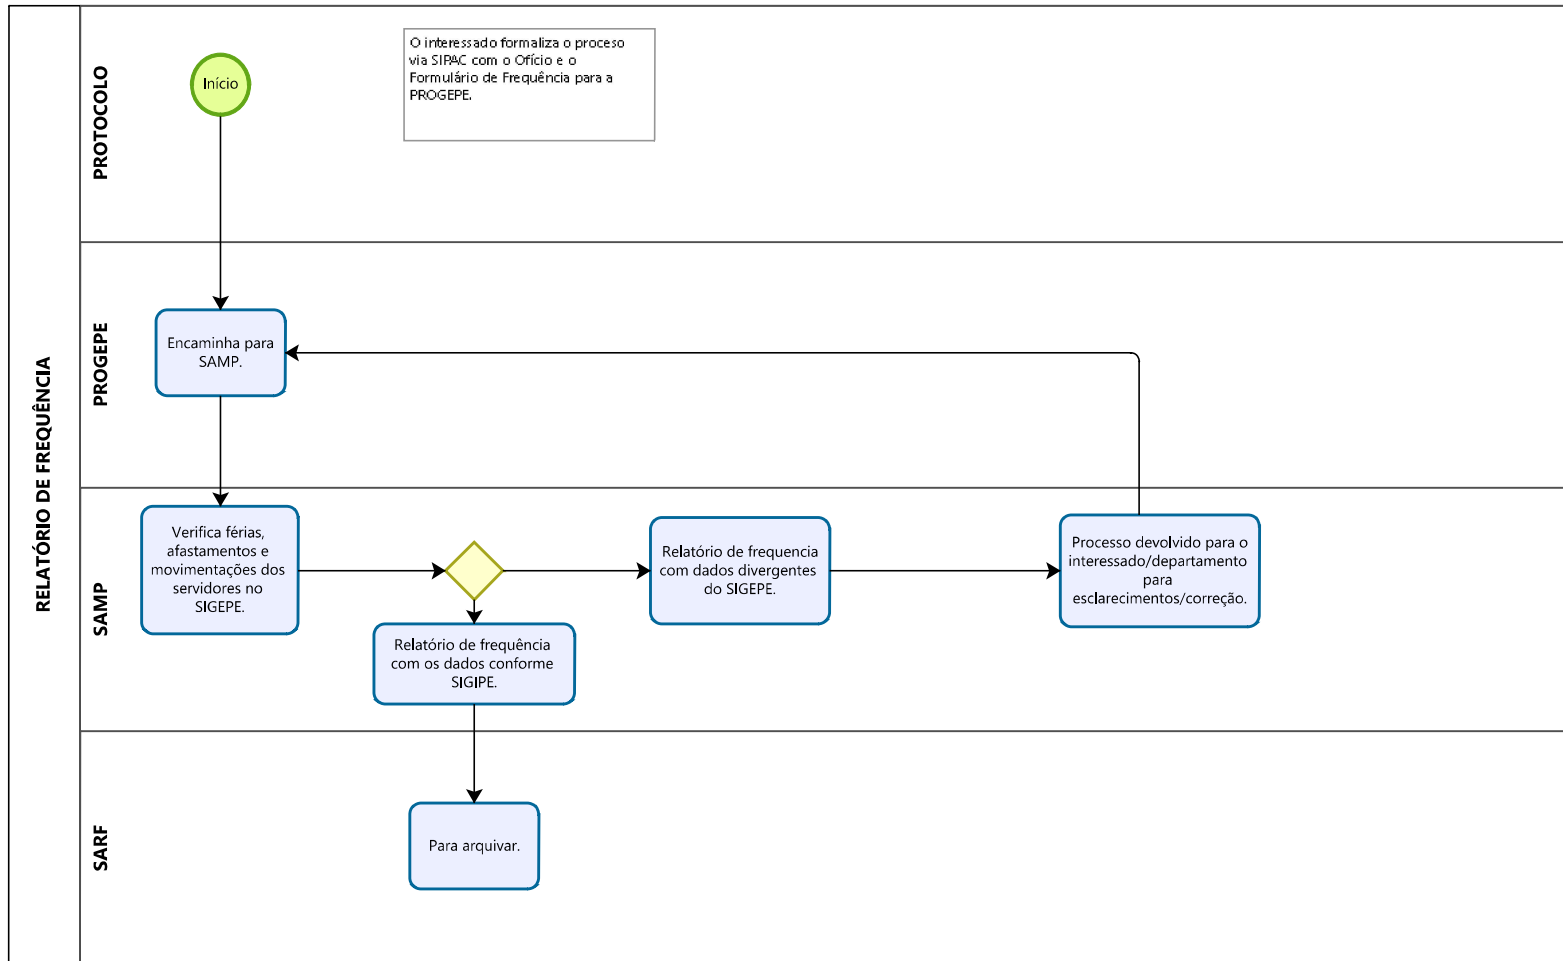 RELATÓRIO DE FREQUÊNCIA
PROTOCOLO
Início
O interessado formaliza o proceso
via SIPAC com o Ofício e o
Formulário de Frequência para a
PROGEPE.
PROGEPE
Encaminha para
SAMP.
SAMP
Verifica férias,
afastamentos e
movimentações dos
servidores no
SIGEPE.
Relatório de frequencia
com dados divergentes
do SIGEPE.
Processo devolvido para o
interessado/departamento
para
esclarecimentos/correção.
Relatório de frequência
com os dados conforme
SIGIPE.
SARF
Para arquivar.